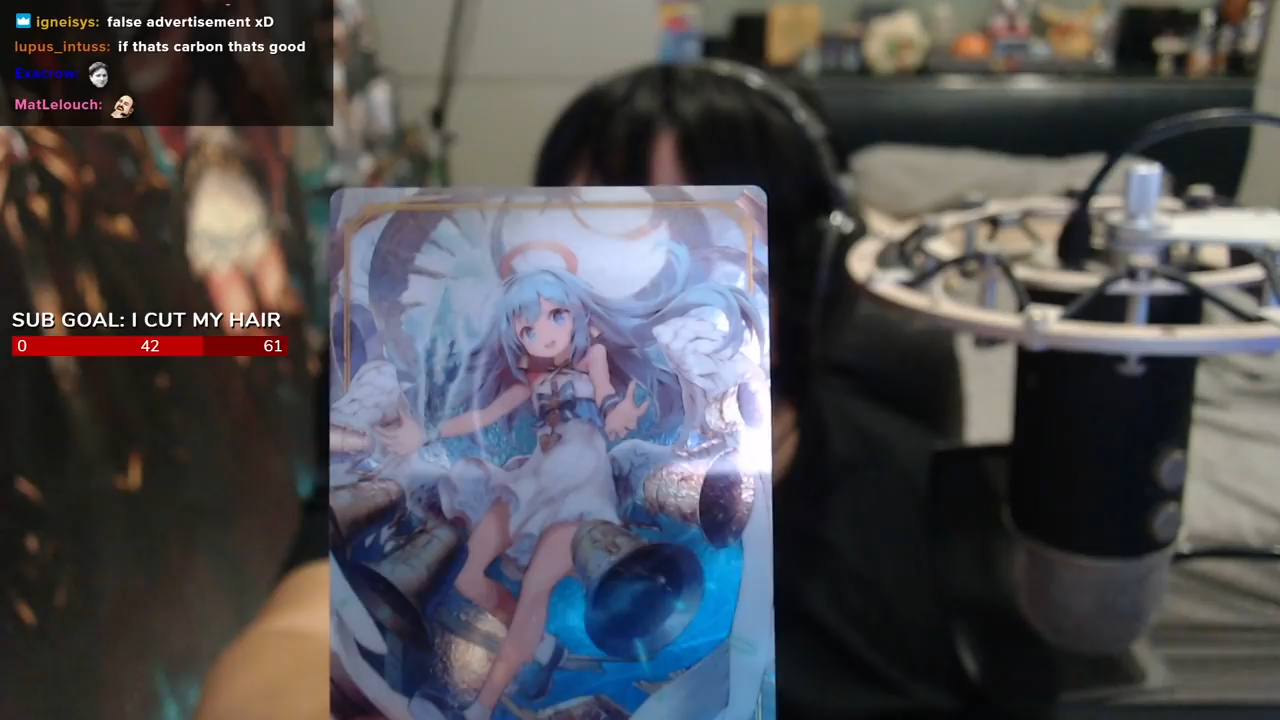 igneisys: false advertisement xD
lupus_intuss: if thats carbon thats good
Exacrow:
MatLelouch:
SUB GOAL: I CUT MY HAIR
0 42 61